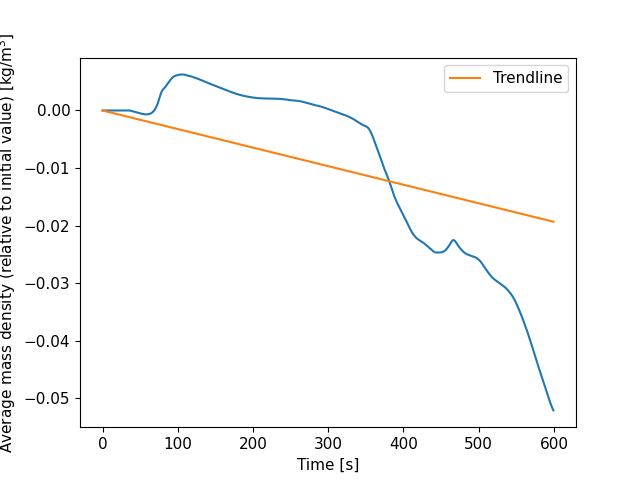 Average mass density (relative to initial value) [kg/m³]
Trendline
0.00
−0.01
−0.02
−0.03
−0.04
−0.05
0 100 200 300 400 500 600
Time [s]